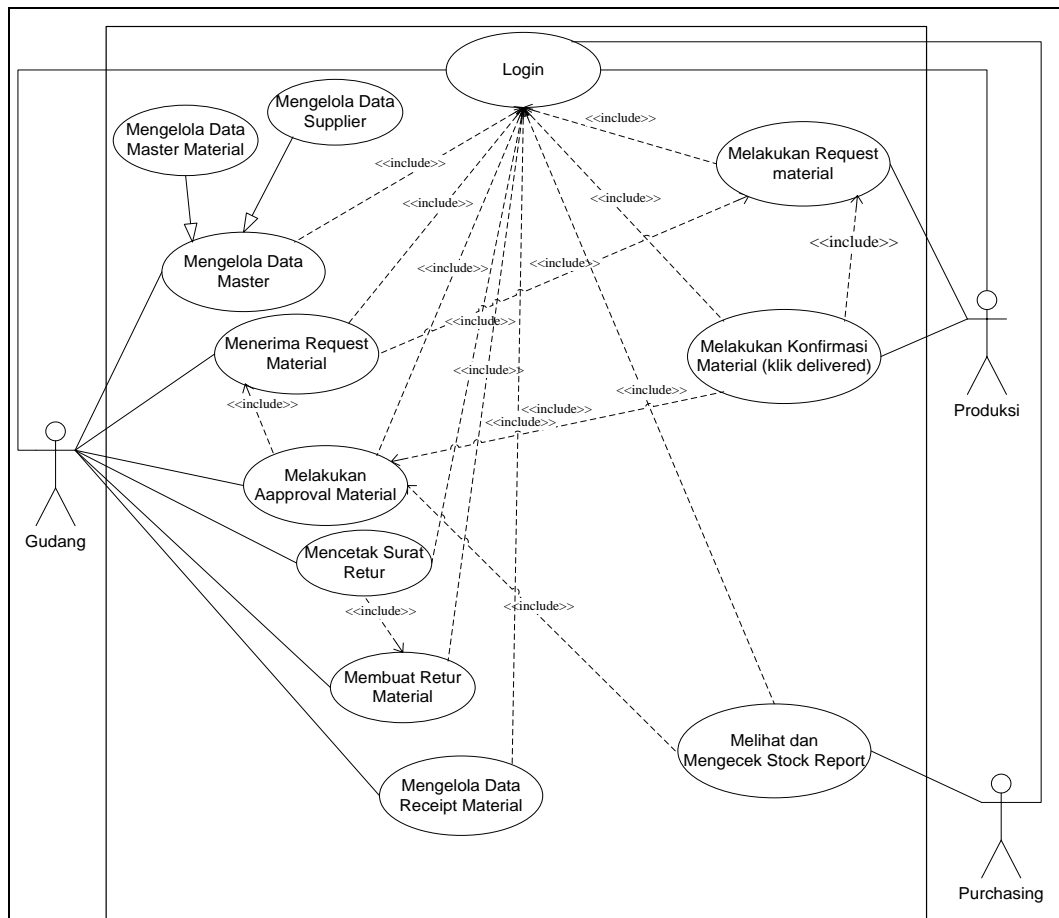 Login
Mengelola Data
Supplier
Mengelola Data
Master Material
<<include>>
Melakukan Request
material
<<include>>
<<include>>
<<include>>
<<include>>
<<include>>
<<include>>
Mengelola Data
Master
<<include>>
<<include>>
<<include>>
<<include>>
Menerima Request
Material
Melakukan Konfirmasi
Material (klik delivered)
Produksi
<<include>>
<<include>>
<<include>>
Melakukan
Aapproval Material
Gudang
Mencetak Surat
Retur
<<include>>
<<include>>
Membuat Retur
Material
Melihat dan
Mengecek Stock Report
Mengelola Data
Receipt Material
Purchasing